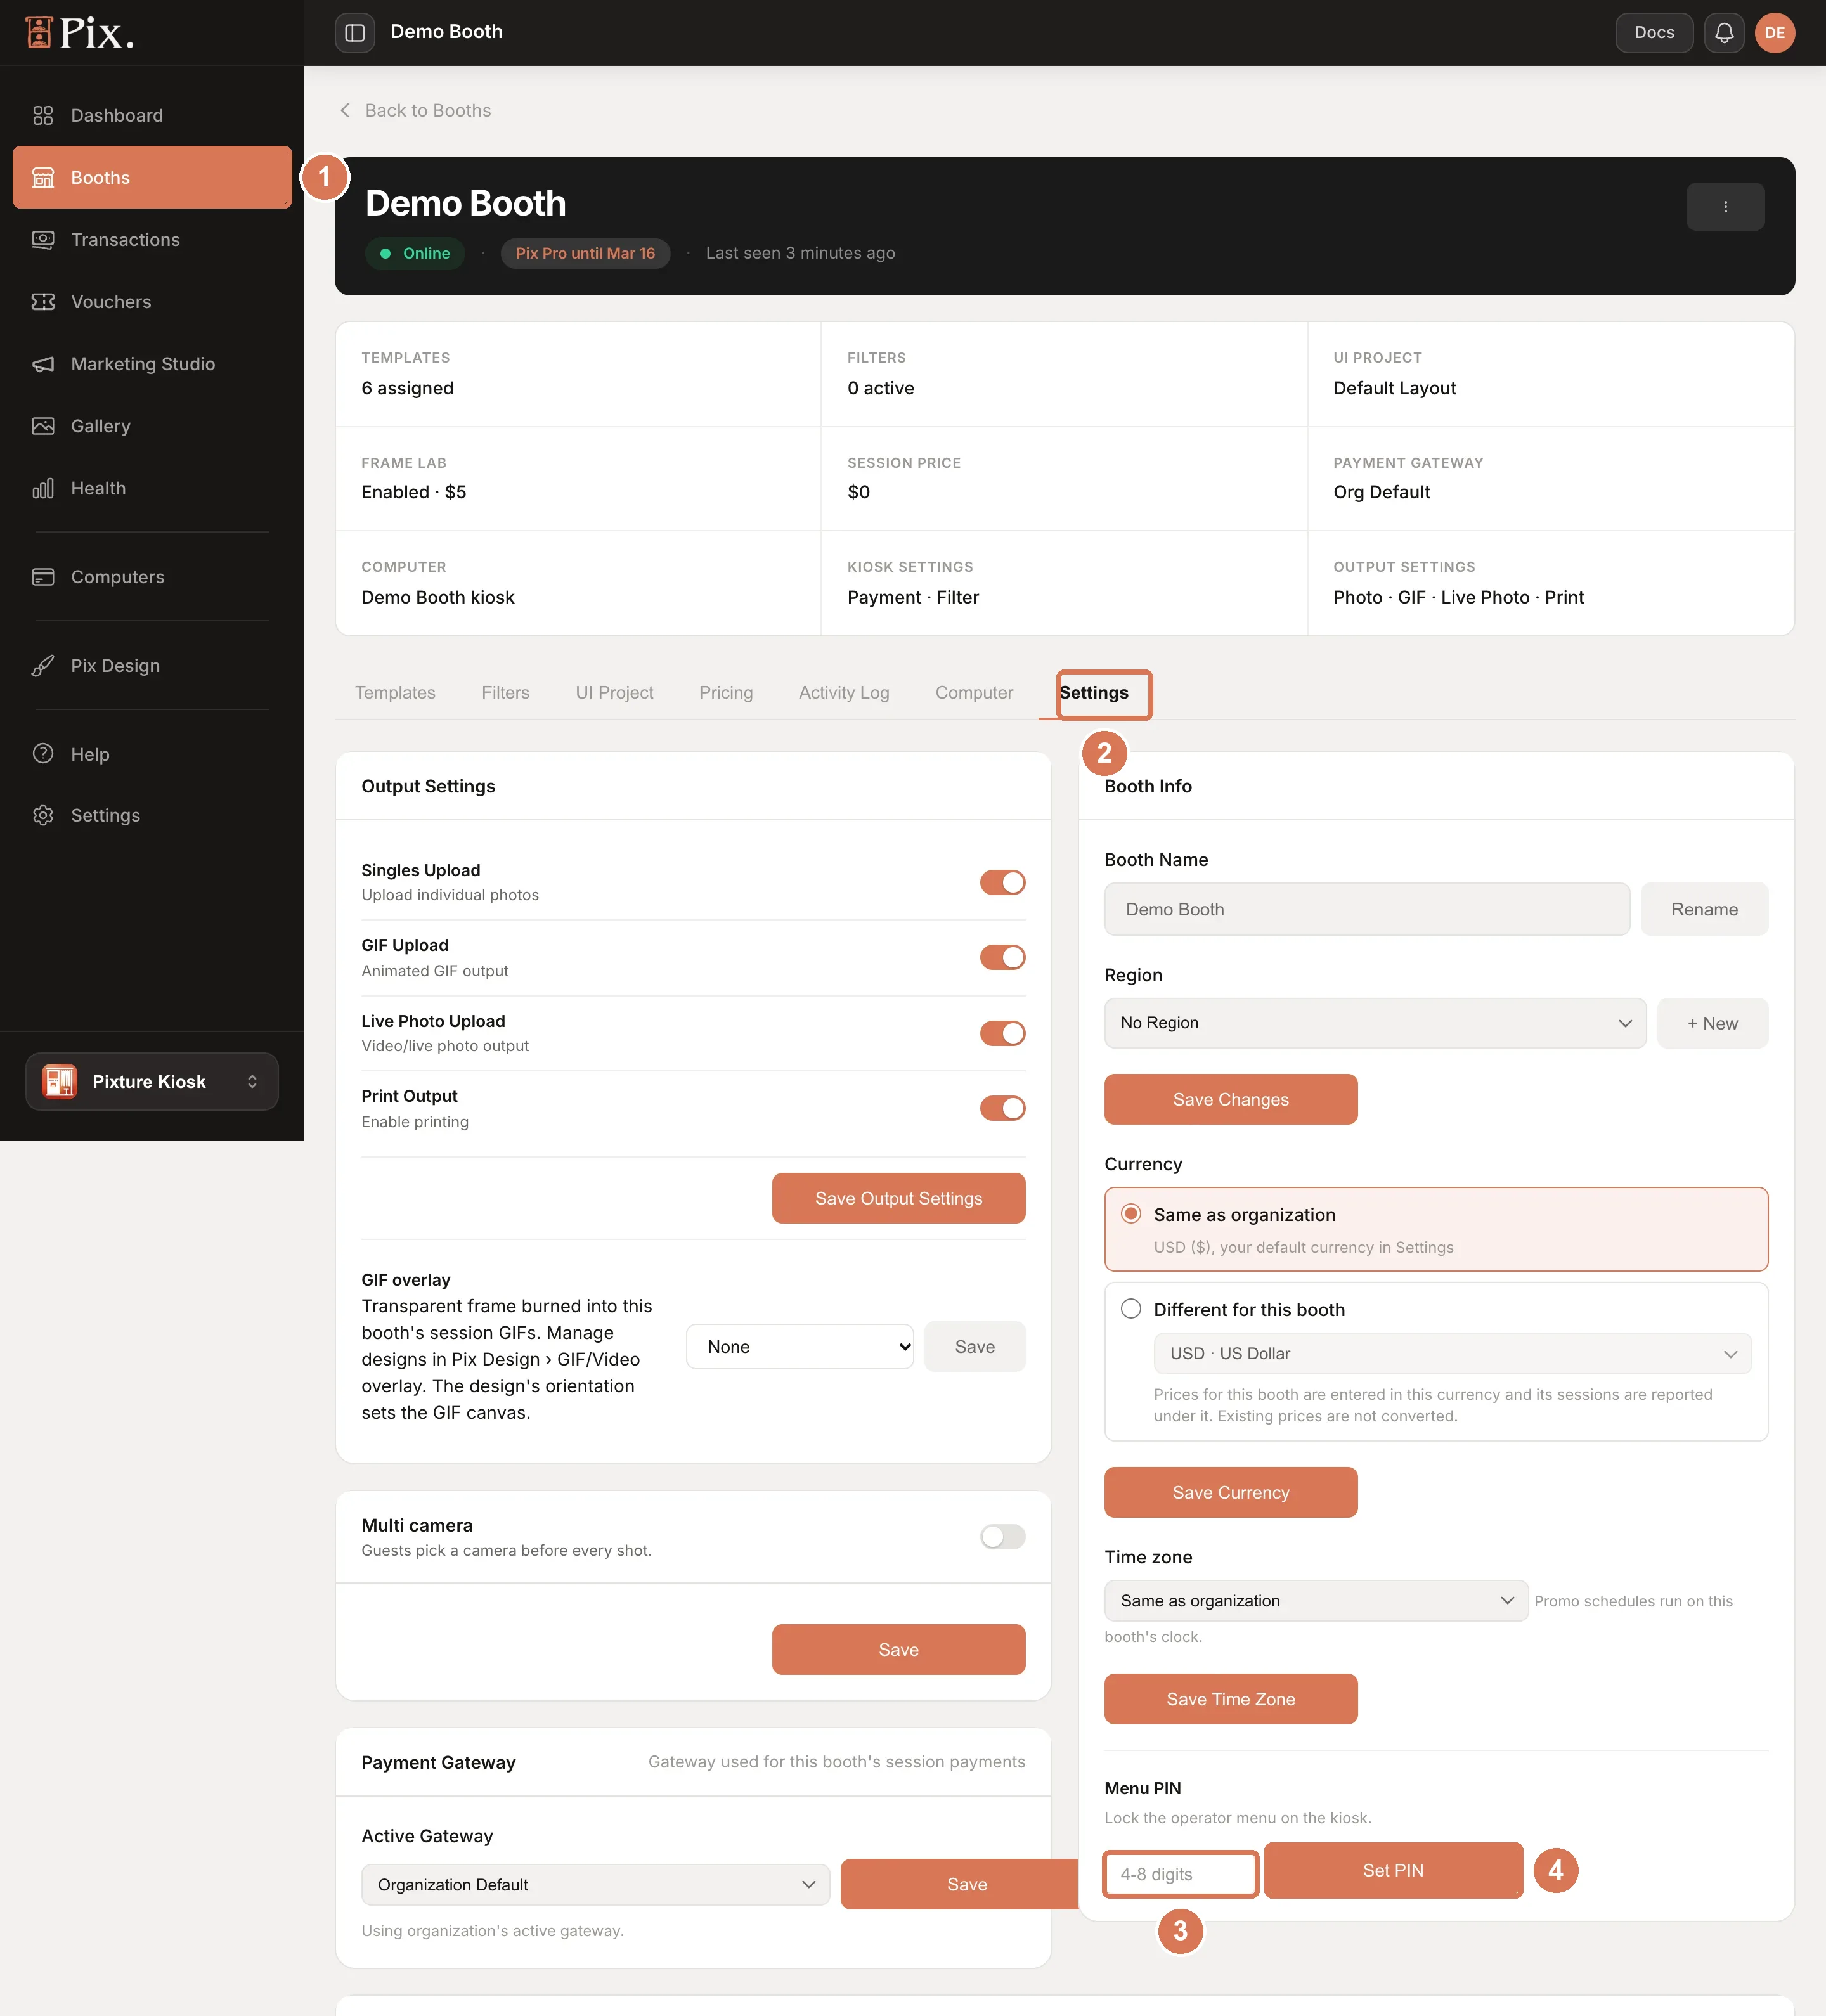 Pix.
Demo Booth
Docs
DE
Dashboard
Booths
Transactions
Vouchers
Marketing Studio
Gallery
Health
Computers
Pix Design
Help
Settings
Pixture Kiosk
Back to Booths
1
Demo Booth
Online · Pix Pro until Mar 16 · Last seen 3 minutes ago
TEMPLATES
6 assigned
FILTERS
0 active
UI PROJECT
Default Layout
FRAME LAB
Enabled · $5
SESSION PRICE
$0
PAYMENT GATEWAY
Org Default
COMPUTER
Demo Booth kiosk
KIOSK SETTINGS
Payment · Filter
OUTPUT SETTINGS
Photo · GIF · Live Photo · Print
Templates Filters UI Project Pricing Activity Log Computer Settings
2
Output Settings
Singles Upload
Upload individual photos
GIF Upload
Animated GIF output
Live Photo Upload
Video/live photo output
Print Output
Enable printing
Save Output Settings
GIF overlay
Transparent frame burned into this
booth's session GIFs. Manage
designs in Pix Design › GIF/Video
overlay. The design's orientation
sets the GIF canvas.
None
Save
Multi camera
Guests pick a camera before every shot.
Save
Payment Gateway
Gateway used for this booth's session payments
Active Gateway
Organization Default
Save
Using organization's active gateway.
Booth Info
Booth Name
Demo Booth
Rename
Region
No Region
+ New
Save Changes
Currency
Same as organization
USD ($), your default currency in Settings
Different for this booth
USD · US Dollar
Prices for this booth are entered in this currency and its sessions are reported
under it. Existing prices are not converted.
Save Currency
Time zone
Same as organization
Promo schedules run on this
booth's clock.
Save Time Zone
Menu PIN
Lock the operator menu on the kiosk.
4-8 digits
Set PIN
4
3